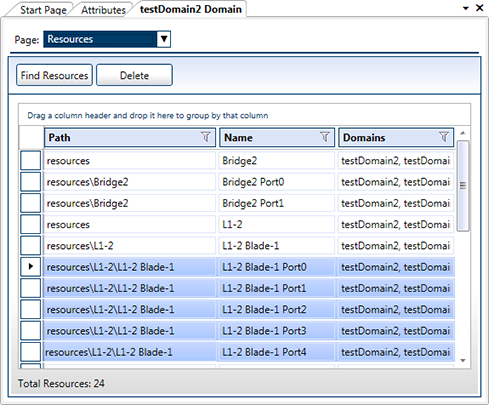 Start Page Attributes testDomain2 Domain
Page: Resources
Find Resources Delete
Drag a column header and drop it here to group by that column
Path Name Domains
resources Bridge2 testDomain2, testDomai
resources\Bridge2 Bridge2 Port0 testDomain2, testDomai
resources\Bridge2 Bridge2 Port1 testDomain2, testDomai
resources L1-2 testDomain2, testDomai
resources\L1-2 L1-2 Blade-1 testDomain2, testDomai
resources\L1-2\L1-2 Blade-1 L1-2 Blade-1 Port0 testDomain2, testDomai
resources\L1-2\L1-2 Blade-1 L1-2 Blade-1 Port1 testDomain2, testDomai
resources\L1-2\L1-2 Blade-1 L1-2 Blade-1 Port2 testDomain2, testDomai
resources\L1-2\L1-2 Blade-1 L1-2 Blade-1 Port3 testDomain2, testDomai
resources\L1-2\L1-2 Blade-1 L1-2 Blade-1 Port4 testDomain2, testDomai
Total Resources: 24